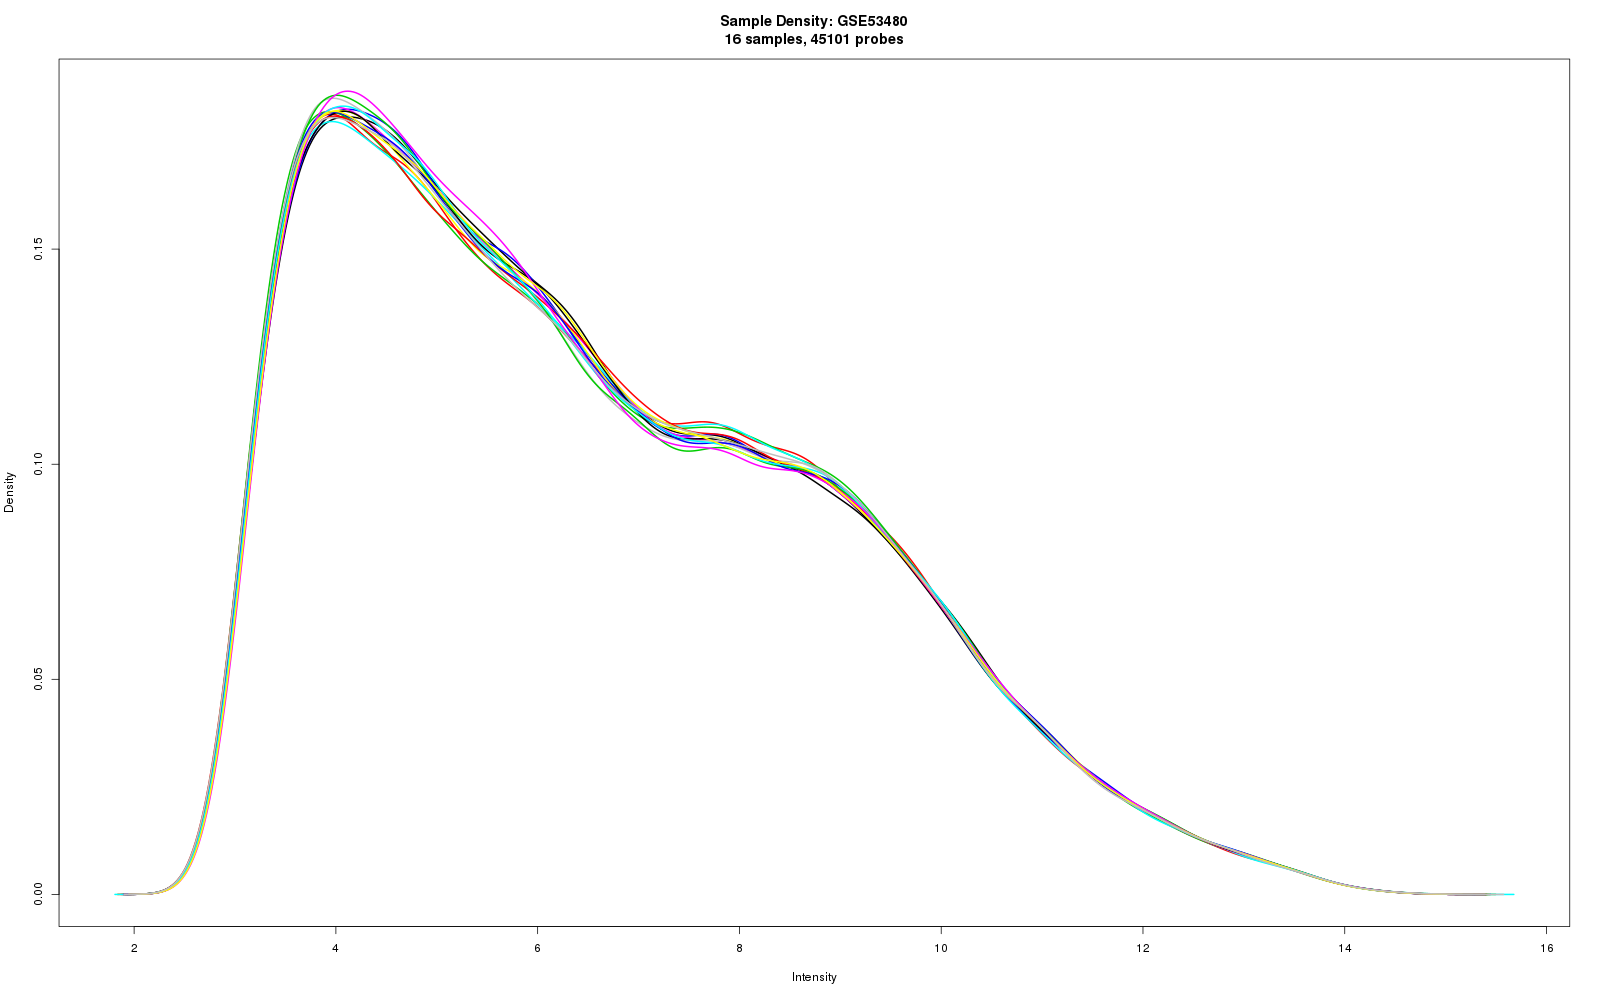 Sample Density: GSE53480
16 samples, 45101 probes
Density
0.15
0.10
0.05
0.00
2 4 6 8 10 12 14 16
Intensity